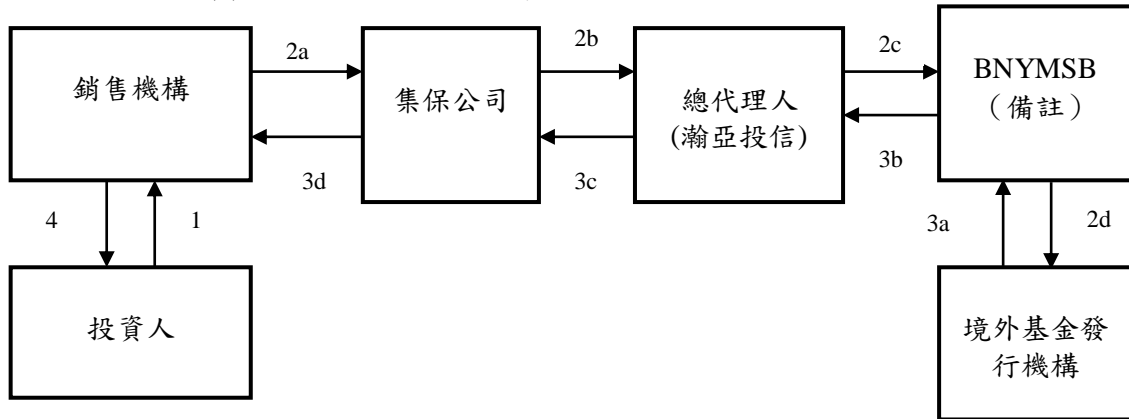 2a
2b
2c
銷售機構
集保公司
總代理人
(瀚亞投信)
BNYMSB
（備註）
3d
3c
3b
4
1
3a
2d
投資人
境外基金發
行機構